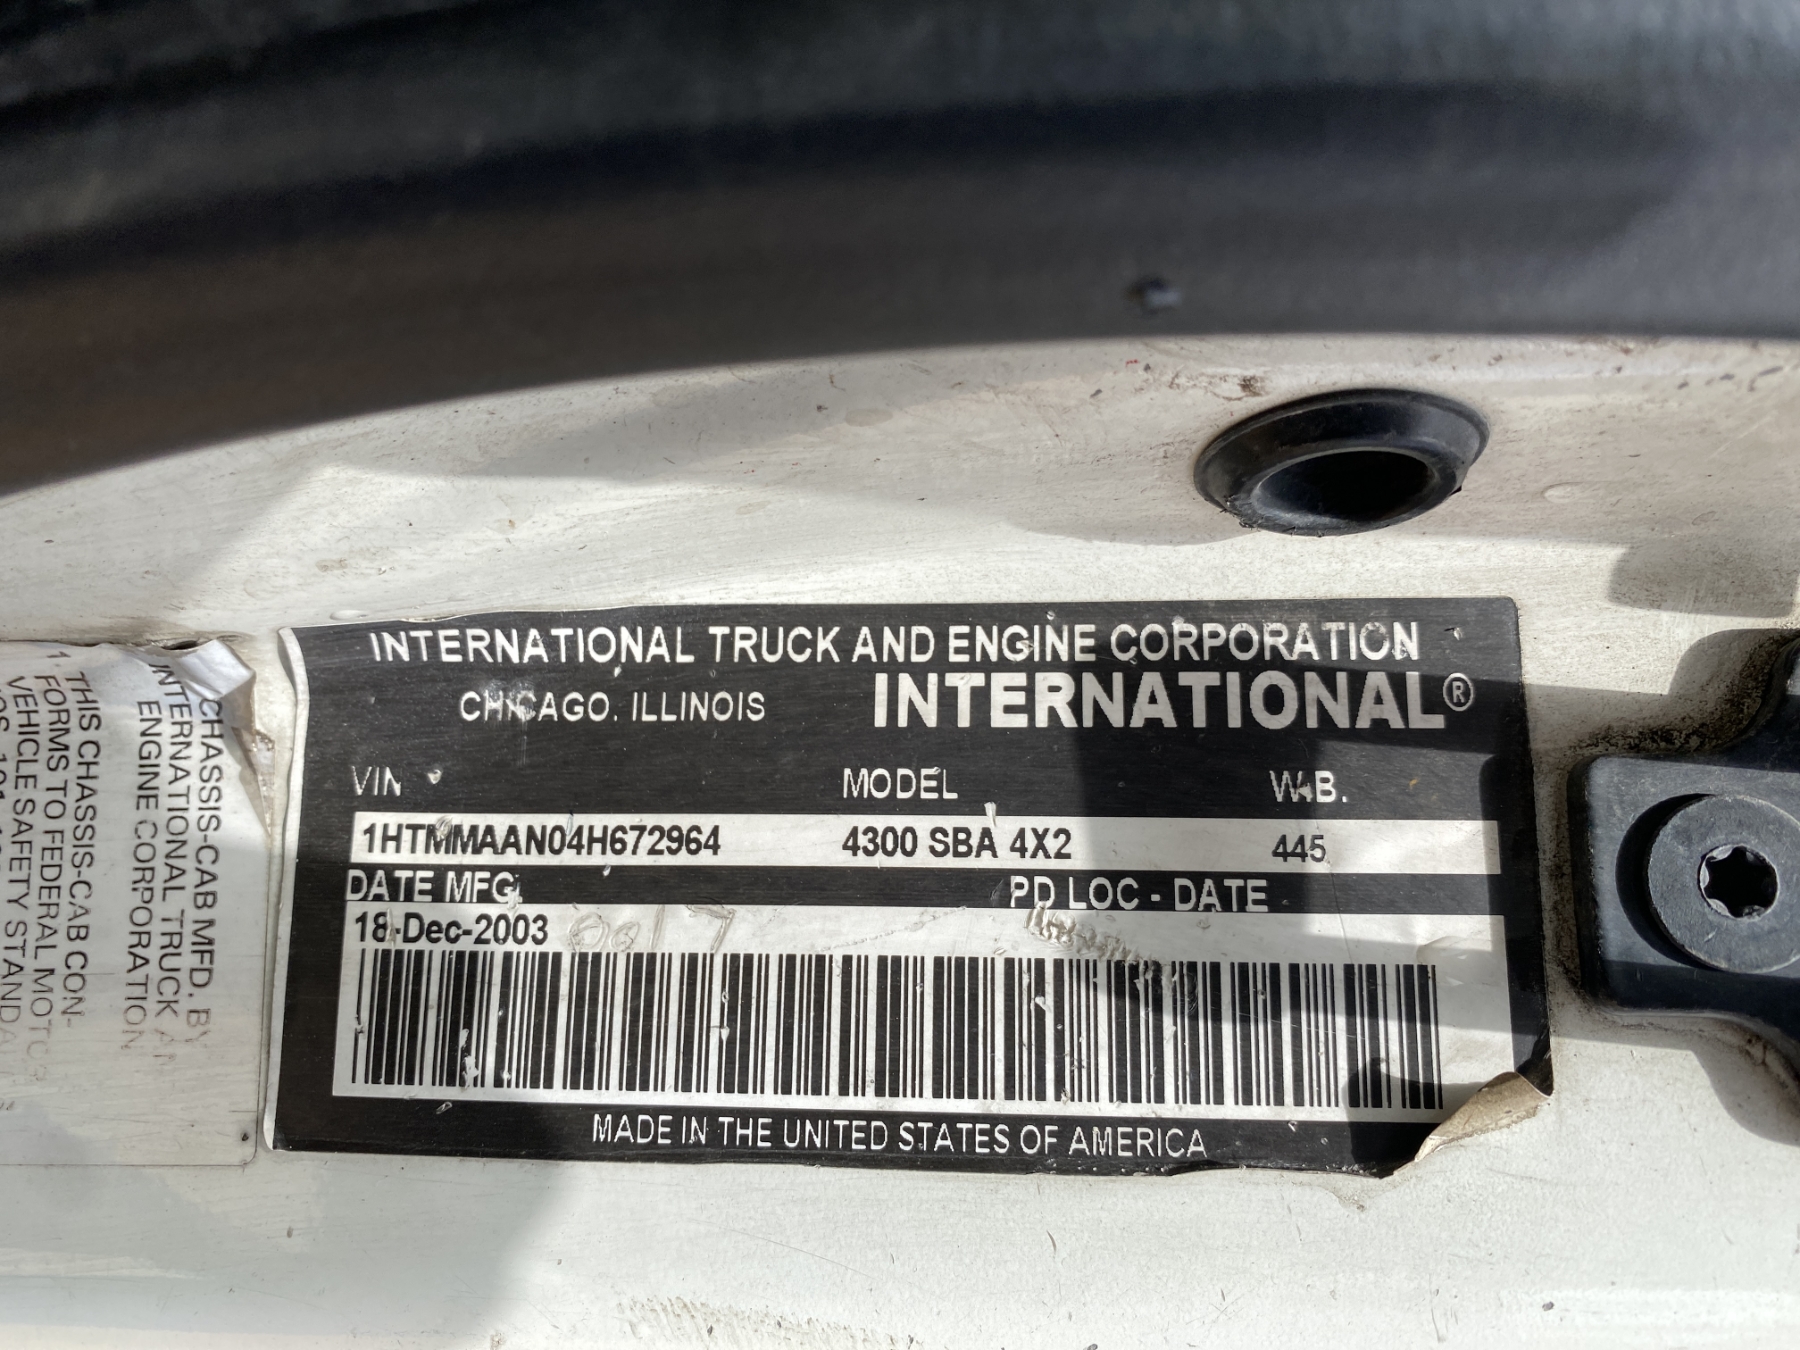 INTERNATIONAL TRUCK AND ENGINE CORPORATION
CHICAGO, ILLINOIS INTERNATIONAL®
VIN MODEL W.B.
1HTMMAAN04H672964 4300 SBA 4X2 445
DATE MFG. PD LOC - DATE
18-Dec-2003 0017
MADE IN THE UNITED STATES OF AMERICA
CHASSIS-CAB MFD. BY
INTERNATIONAL TRUCK
ENGINE CORPORATION
THIS CHASSIS-CAB CON-
FORMS TO FEDERAL MOTOR
VEHICLE SAFETY